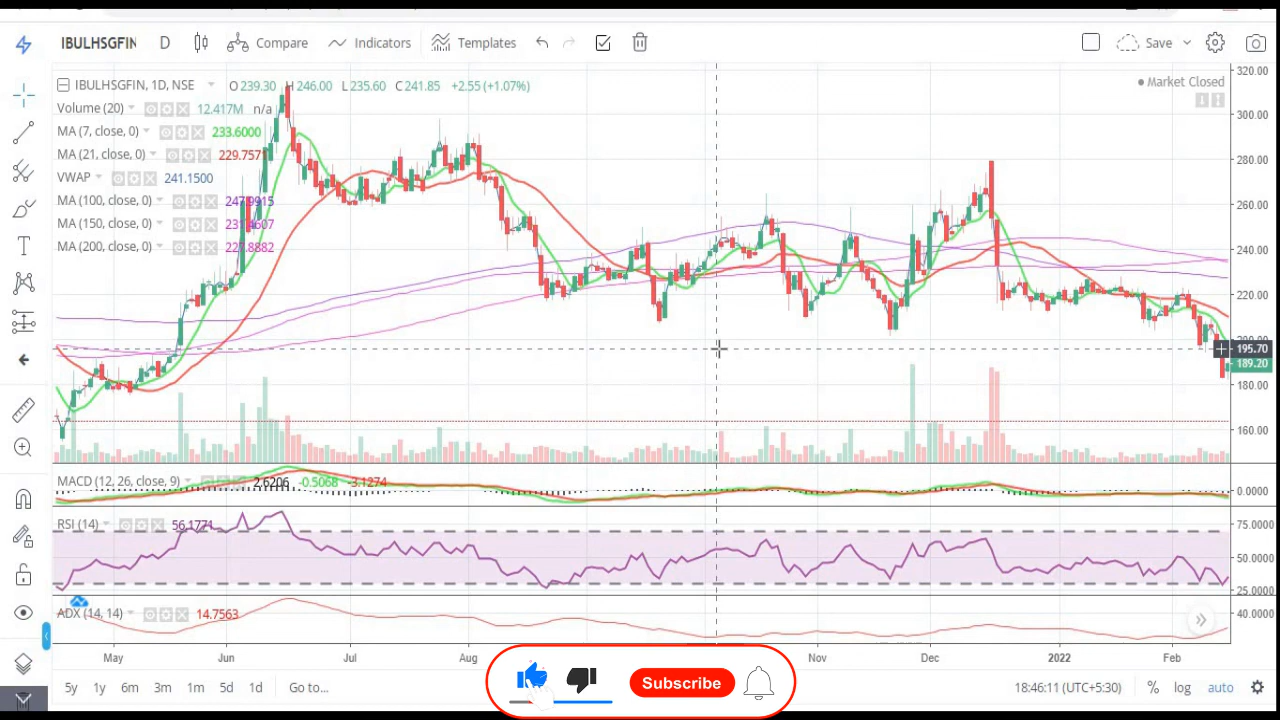 IBULHSGFIN D Compare Indicators Templates Save
IBULHSGFIN, 1D, NSE O239.30 H246.00 L235.60 C241.85 +2.55 (+1.07%)
Market Closed
Volume (20) 12.417M n/a
MA (7, close, 0) 233.6000
MA (21, close, 0) 229.7571
VWAP 241.1500
MA (100, close, 0) 247.9915
MA (150, close, 0)
MA (200, close, 0)
320.00
300.00
280.00
260.00
240.00
220.00
195.70
189.20
180.00
160.00
MACD (12, 26, close, 9) 2.6206 -0.5068 -3.1274
0.0000
RSI (14) 56.1771
75.0000
50.0000
25.0000
ADX (14, 14) 14.7563
40.0000
May Jun Jul Aug Nov Dec 2022 Feb
5y 1y 6m 3m 1m 5d 1d Go to... 18:46:11 (UTC+5:30) % log auto
Subscribe